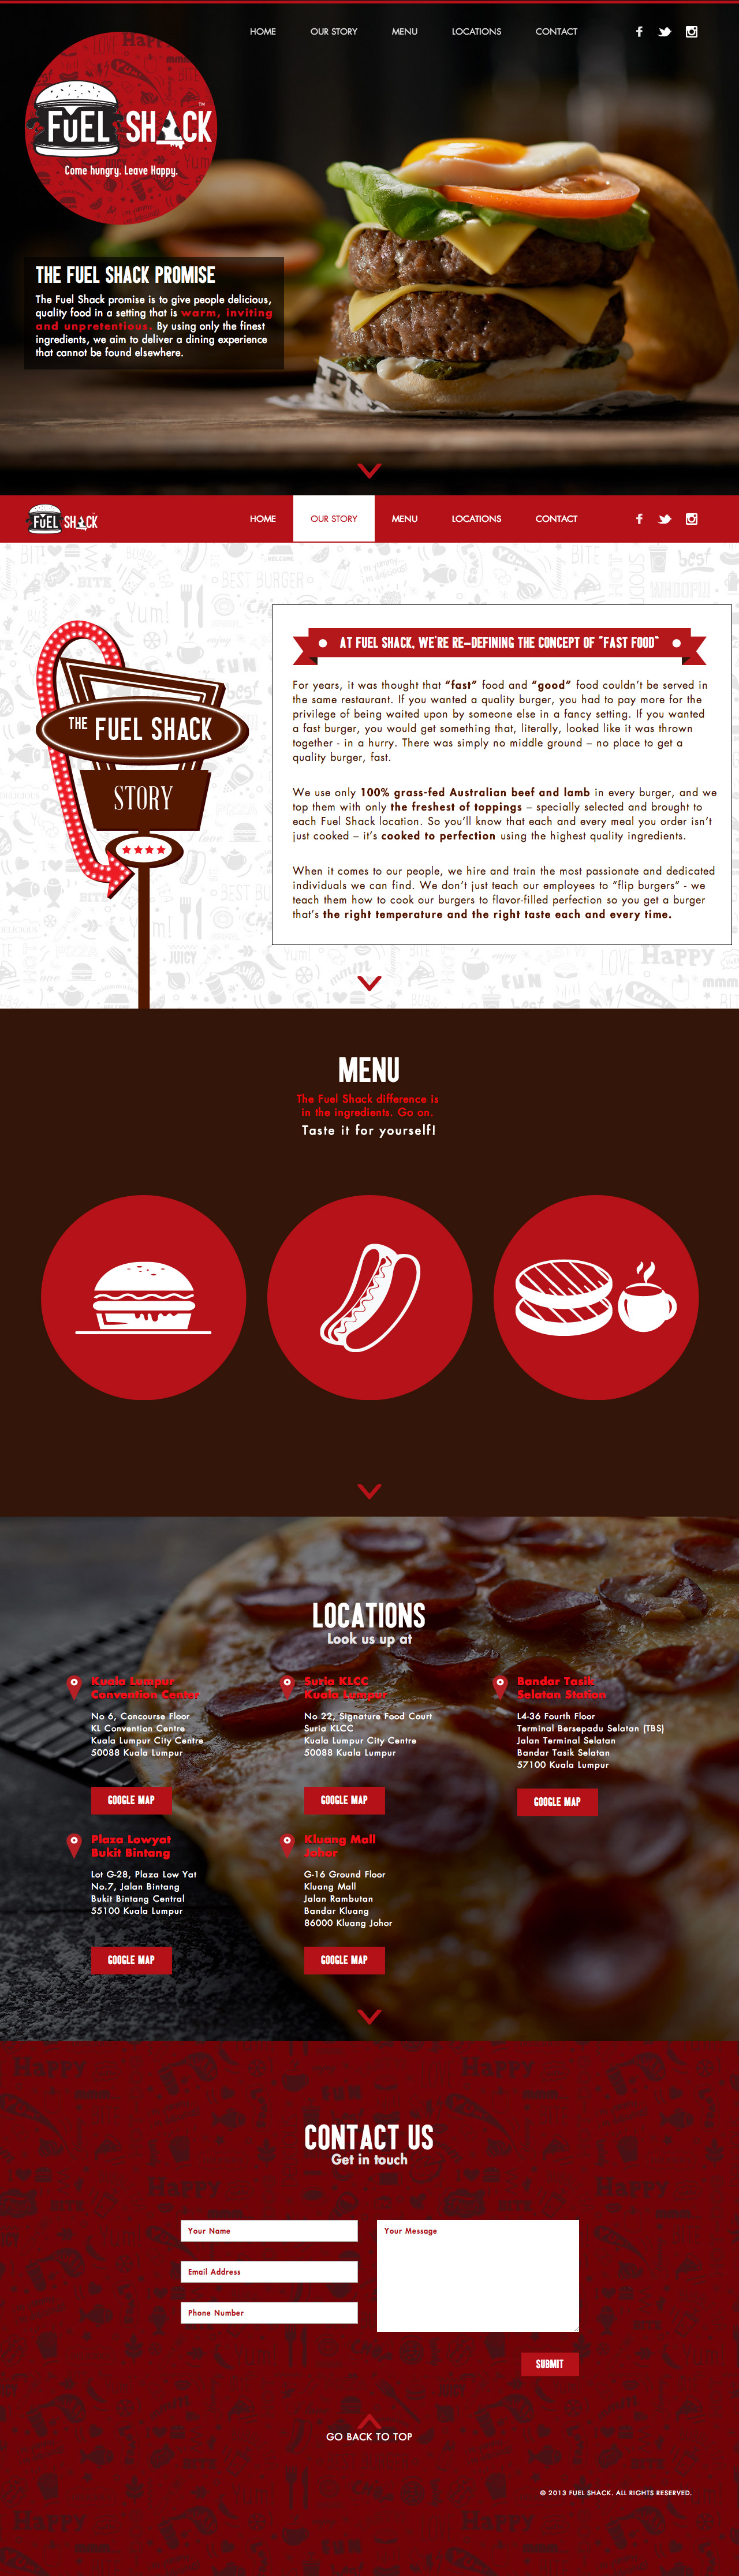 HOME OUR STORY MENU LOCATIONS CONTACT
FUEL SHACK™
Come hungry. Leave Happy.
THE FUEL SHACK PROMISE
The Fuel Shack promise is to give people delicious,
quality food in a setting that is warm, inviting
and unpretentious. By using only the finest
ingredients, we aim to deliver a dining experience
that cannot be found elsewhere.
FUEL SHACK
HOME OUR STORY MENU LOCATIONS CONTACT
THE FUEL SHACK
STORY
AT FUEL SHACK, WE'RE RE-DEFINING THE CONCEPT OF "FAST FOOD"
For years, it was thought that "fast" food and "good" food couldn't be served in
the same restaurant. If you wanted a quality burger, you had to pay more for the
privilege of being waited upon by someone else in a fancy setting. If you wanted
a fast burger, you would get something that, literally, looked like it was thrown
together - in a hurry. There was simply no middle ground – no place to get a
quality burger, fast.
We use only 100% grass-fed Australian beef and lamb in every burger, and we
top them with only the freshest of toppings – specially selected and brought to
each Fuel Shack location. So you'll know that each and every meal you order isn't
just cooked – it's cooked to perfection using the highest quality ingredients.
When it comes to our people, we hire and train the most passionate and dedicated
individuals we can find. We don't just teach our employees to "flip burgers" - we
teach them how to cook our burgers to flavor-filled perfection so you get a burger
that's the right temperature and the right taste each and every time.
MENU
The Fuel Shack difference is
in the ingredients. Go on.
Taste it for yourself!
LOCATIONS
Look us up at
Kuala Lumpur
Convention Center
No 6, Concourse Floor
KL Convention Centre
Kuala Lumpur City Centre
50088 Kuala Lumpur
GOOGLE MAP
Suria KLCC
Kuala Lumpur
No 22, Signature Food Court
Suria KLCC
Kuala Lumpur City Centre
50088 Kuala Lumpur
GOOGLE MAP
Bandar Tasik
Selatan Station
L4-36 Fourth Floor
Terminal Bersepadu Selatan (TBS)
Jalan Terminal Selatan
Bandar Tasik Selatan
57100 Kuala Lumpur
GOOGLE MAP
Plaza Lowyat
Bukit Bintang
Lot G-28, Plaza Low Yat
No.7, Jalan Bintang
Bukit Bintang Central
55100 Kuala Lumpur
GOOGLE MAP
Kluang Mall
Johor
G-16 Ground Floor
Kluang Mall
Jalan Rambutan
Bandar Kluang
86000 Kluang Johor
GOOGLE MAP
CONTACT US
Get in touch
Your Name
Email Address
Phone Number
Your Message
SUBMIT
GO BACK TO TOP
© 2013 FUEL SHACK. ALL RIGHTS RESERVED.